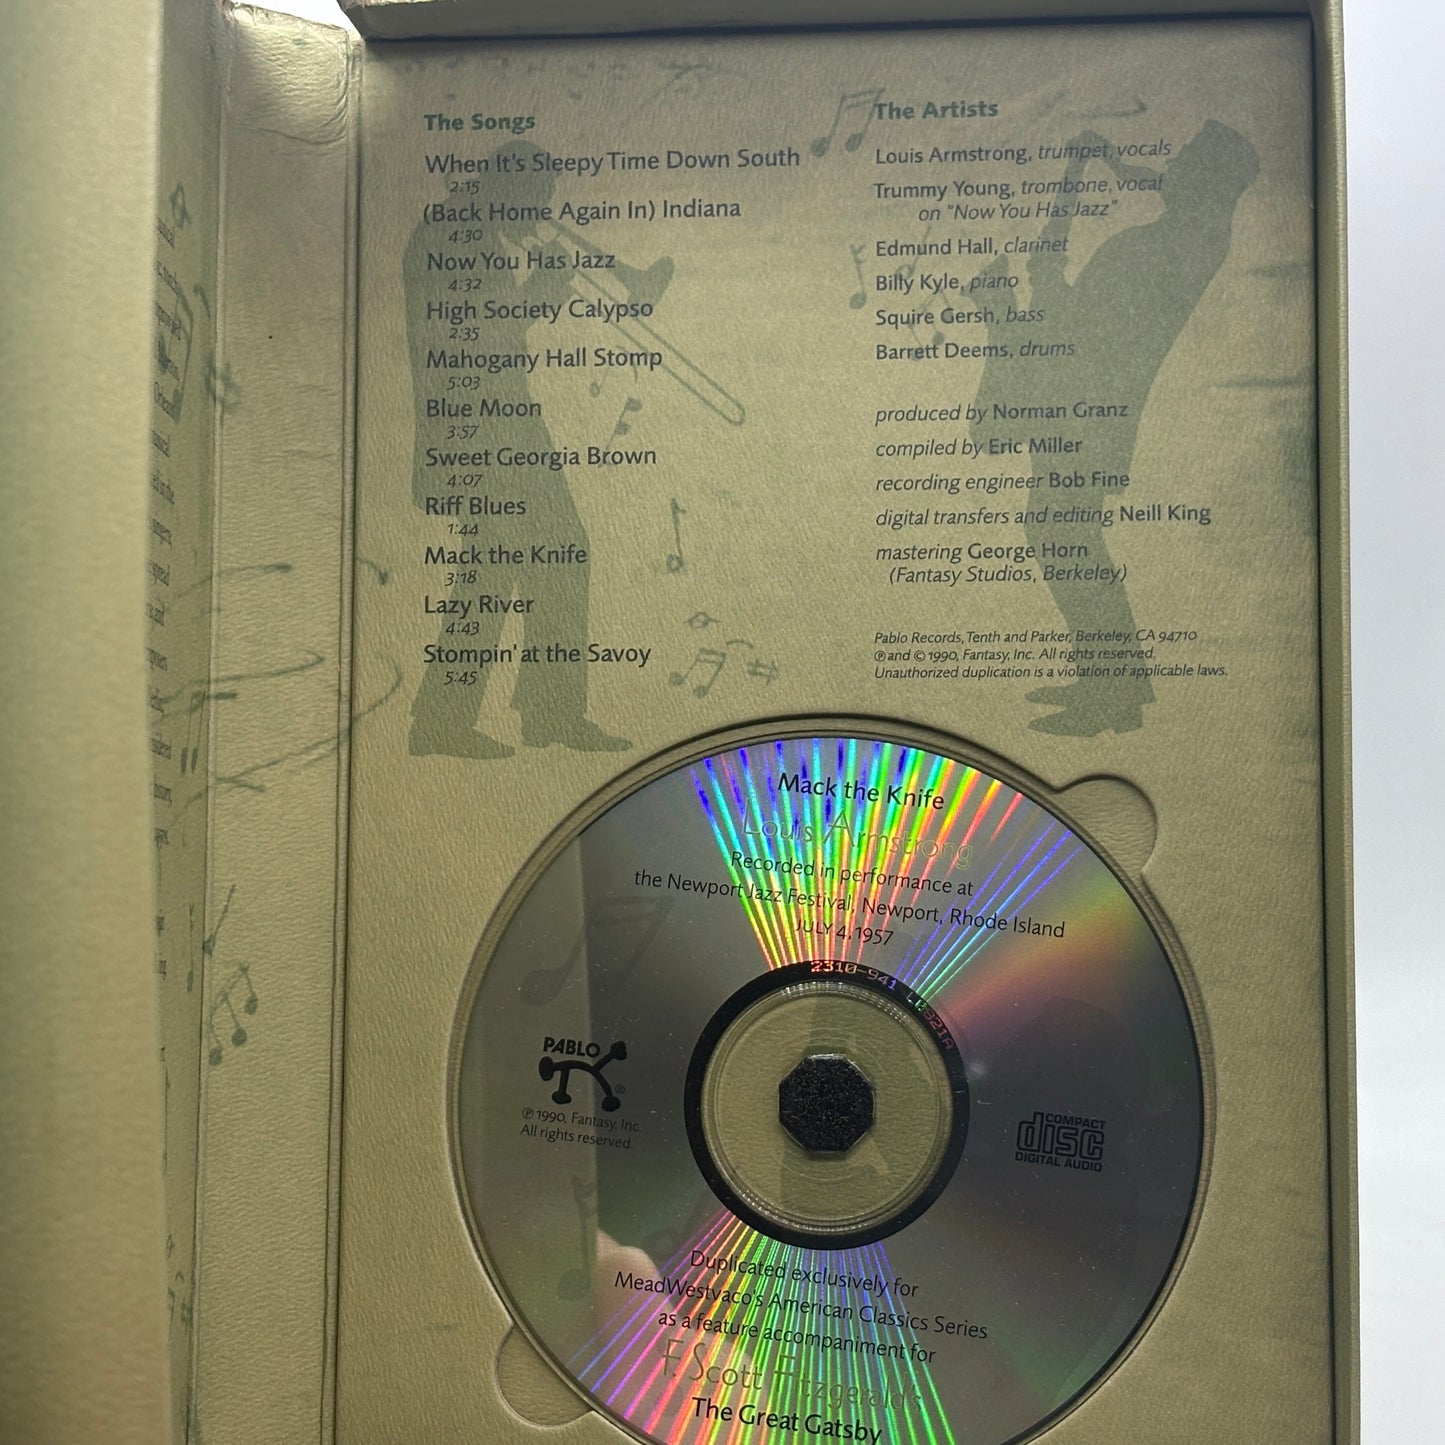 The Songs
When It's Sleepy Time Down South
2:15
(Back Home Again In) Indiana
4:30
Now You Has Jazz
4:32
High Society Calypso
2:35
Mahogany Hall Stomp
5:03
Blue Moon
3:57
Sweet Georgia Brown
4:07
Riff Blues
1:44
Mack the Knife
3:18
Lazy River
4:43
Stompin' at the Savoy
5:45
The Artists
Louis Armstrong, trumpet, vocals
Trummy Young, trombone, vocal
on "Now You Has Jazz"
Edmund Hall, clarinet
Billy Kyle, piano
Squire Gersh, bass
Barrett Deems, drums
produced by Norman Granz
compiled by Eric Miller
recording engineer Bob Fine
digital transfers and editing Neill King
mastering George Horn
(Fantasy Studios, Berkeley)
Pablo Records, Tenth and Parker, Berkeley, CA 94710
℗ and © 1990, Fantasy, Inc. All rights reserved.
Unauthorized duplication is a violation of applicable laws.
Mack the Knife
Louis Armstrong
Recorded in performance at
the Newport Jazz Festival, Newport, Rhode Island
JULY 4, 1957
2310-941
PABLO
®
℗ 1990, Fantasy, Inc.
All rights reserved.
COMPACT
disc
DIGITAL AUDIO
Duplicated exclusively for
MeadWestvaco's American Classics Series
as a feature accompaniment for
F. Scott Fitzgerald's
The Great Gatsby